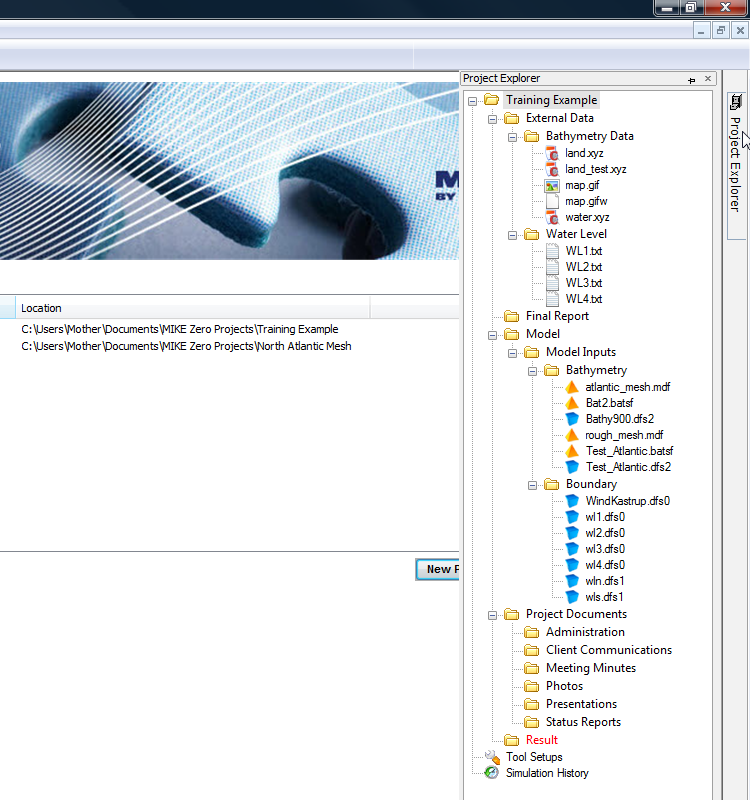 Project Explorer
Training Example
External Data
Bathymetry Data
land.xyz
land_test.xyz
map.gif
map.gifw
water.xyz
Water Level
WL1.txt
WL2.txt
WL3.txt
WL4.txt
Final Report
Model
Model Inputs
Bathymetry
atlantic_mesh.mdf
Bat2.batsf
Bathy900.dfs2
rough_mesh.mdf
Test_Atlantic.batsf
Test_Atlantic.dfs2
Boundary
WindKastrup.dfs0
wl1.dfs0
wl2.dfs0
wl3.dfs0
wl4.dfs0
wln.dfs1
wls.dfs1
Project Documents
Administration
Client Communications
Meeting Minutes
Photos
Presentations
Status Reports
Result
Tool Setups
Simulation History
Project Explorer
M
BY
Location
C:\Users\Mother\Documents\MIKE Zero Projects\Training Example
C:\Users\Mother\Documents\MIKE Zero Projects\North Atlantic Mesh
New